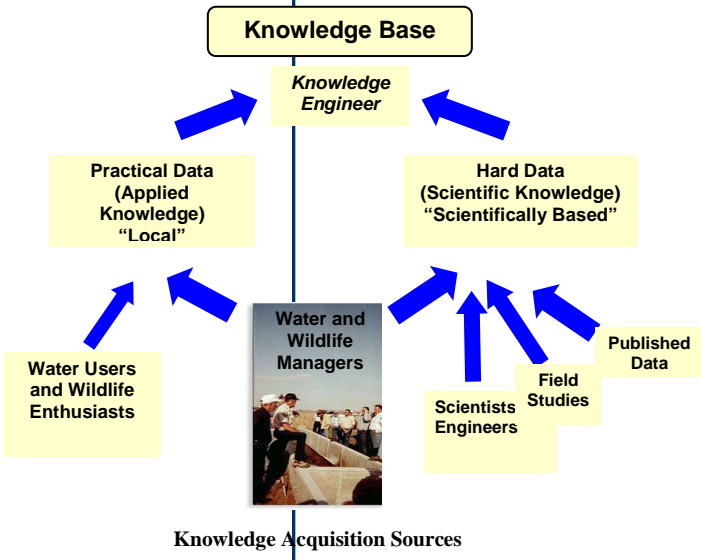 Knowledge Base
Knowledge
Engineer
Practical Data
(Applied
Knowledge)
“Local”
Hard Data
(Scientific Knowledge)
“Scientifically Based”
Water Users
and Wildlife
Enthusiasts
Water and
Wildlife
Managers
Scientists
Engineers
Field
Studies
Published
Data
Knowledge Acquisition Sources